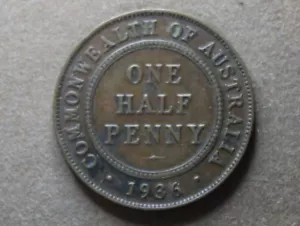 COMMONWEALTH OF AUSTRALIA
ONE
HALF
PENNY
· 1936 ·